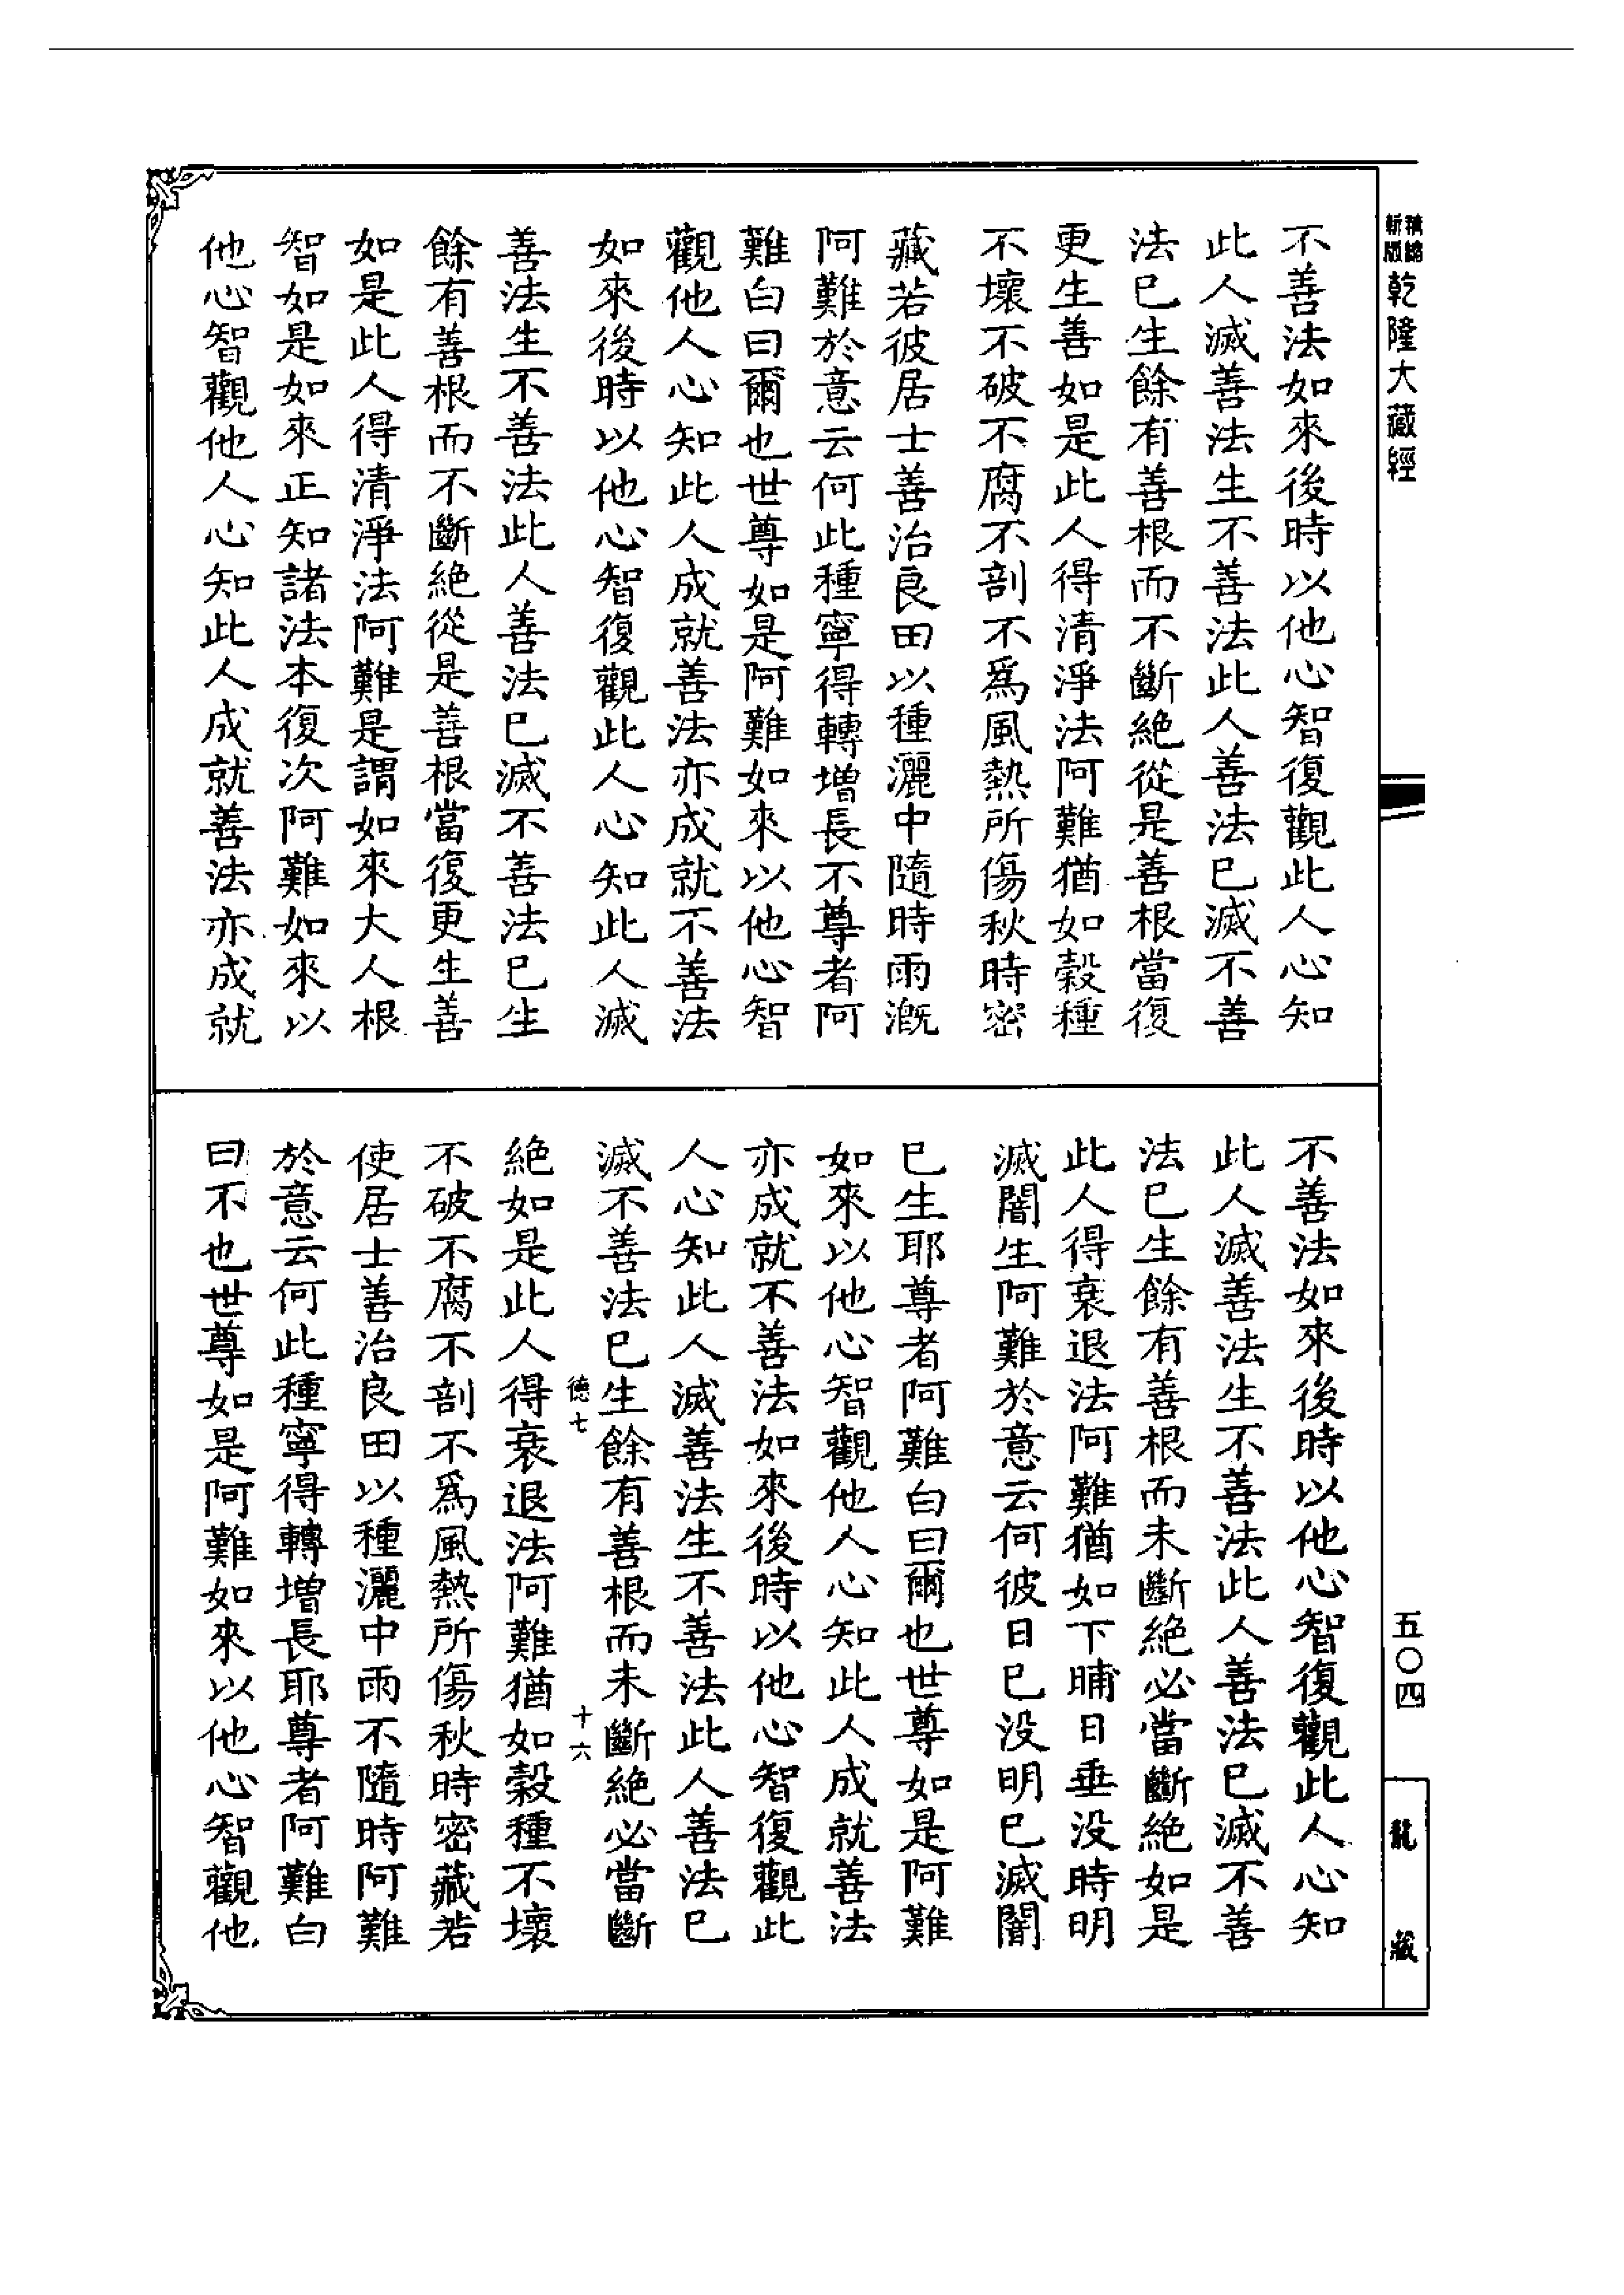 新版精縮乾隆大藏經
不善法如來後時以他心智復觀此人心知
此人滅善法生不善法此人善法已滅不善
法已生餘有善根而不斷絕從是善根當復
更生善如是此人得清淨法阿難猶如穀種
不壞不破不腐不剖不為風熱所傷秋時密
藏若彼居士善治良田以種灑中隨時雨溉
阿難於意云何此種寧得轉增長不尊者阿
難白曰爾也世尊如是阿難如來以他心智
觀他人心知此人成就善法亦成就不善法
如來後時以他心智復觀此人心知此人滅
善法生不善法此人善法已滅不善法已生
餘有善根而不斷絕從是善根當復更生善
如是此人得清淨法阿難是謂如來大人根
智如是如來正知諸法本復次阿難如來以
他心智觀他人心知此人成就善法亦成就
不善法如來後時以他心智復觀此人心知
此人滅善法生不善法此人善法已滅不善
法已生餘有善根而未斷絕必當斷絕如是
此人得衰退法阿難猶如下晡日垂没時明
滅闇生阿難於意云何彼日已没明已滅闇
已生耶尊者阿難白曰爾也世尊如是阿難
如來以他心智觀他人心知此人成就善法
亦成就不善法如來後時以他心智復觀此
人心知此人滅善法生不善法此人善法已
滅不善法已生餘有善根而未斷絕必當斷
德七 十六
絕如是此人得衰退法阿難猶如穀種不壞
不破不腐不剖不為風熱所傷秋時密藏若
使居士善治良田以種灑中雨不隨時阿難
於意云何此種寧得轉增長耶尊者阿難白
曰不也世尊如是阿難如來以他心智觀他
五〇四
龍藏